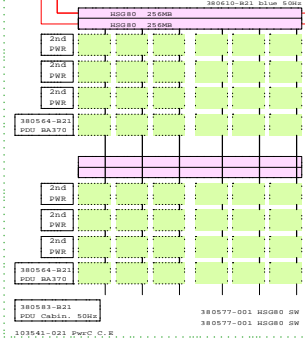 380610-B21 blue 50Hz
HSG80 256MB
HSG80 256MB
2nd
PWR
2nd
PWR
2nd
PWR
380564-B21
PDU BA370
2nd
PWR
2nd
PWR
2nd
PWR
380564-B21
PDU BA370
380583-B21
PDU Cabin. 50Hz
380577-001 HSG80 SW
380577-001 HSG80 SW
103541-021 PwrC C.E